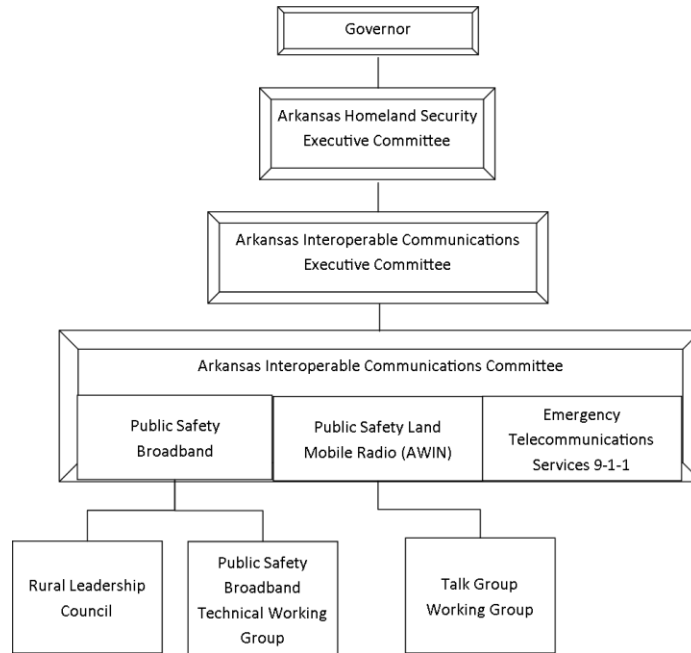 Governor
Arkansas Homeland Security
Executive Committee
Arkansas Interoperable Communications
Executive Committee
Arkansas Interoperable Communications Committee
Public Safety
Broadband
Public Safety Land
Mobile Radio (AWIN)
Emergency
Telecommunications
Services 9-1-1
Rural Leadership
Council
Public Safety
Broadband
Technical Working
Group
Talk Group
Working Group